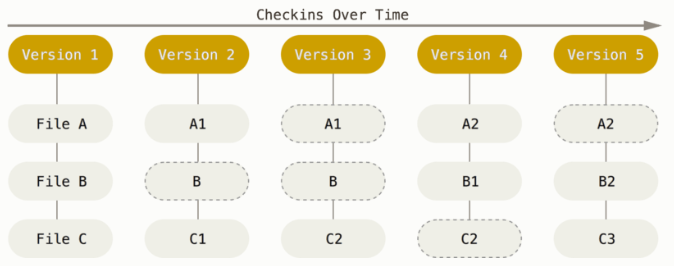 Checkins Over Time
Version 1 Version 2 Version 3 Version 4 Version 5
File A A1 A1 A2 A2
File B B B B1 B2
File C C1 C2 C2 C3